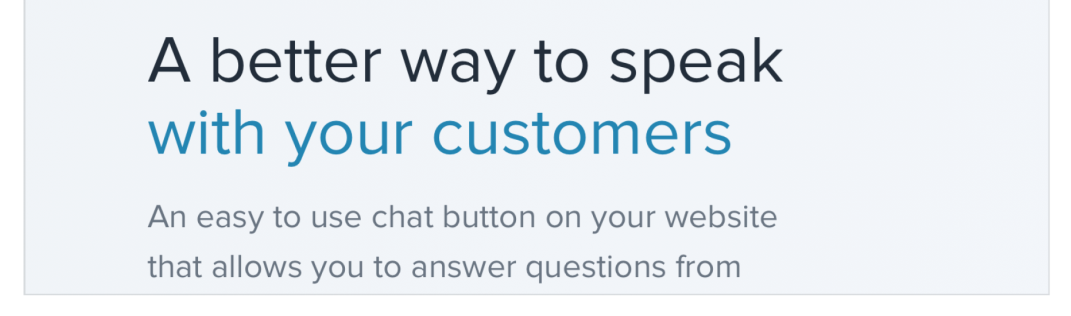 A better way to speak
with your customers
An easy to use chat button on your website
that allows you to answer questions from